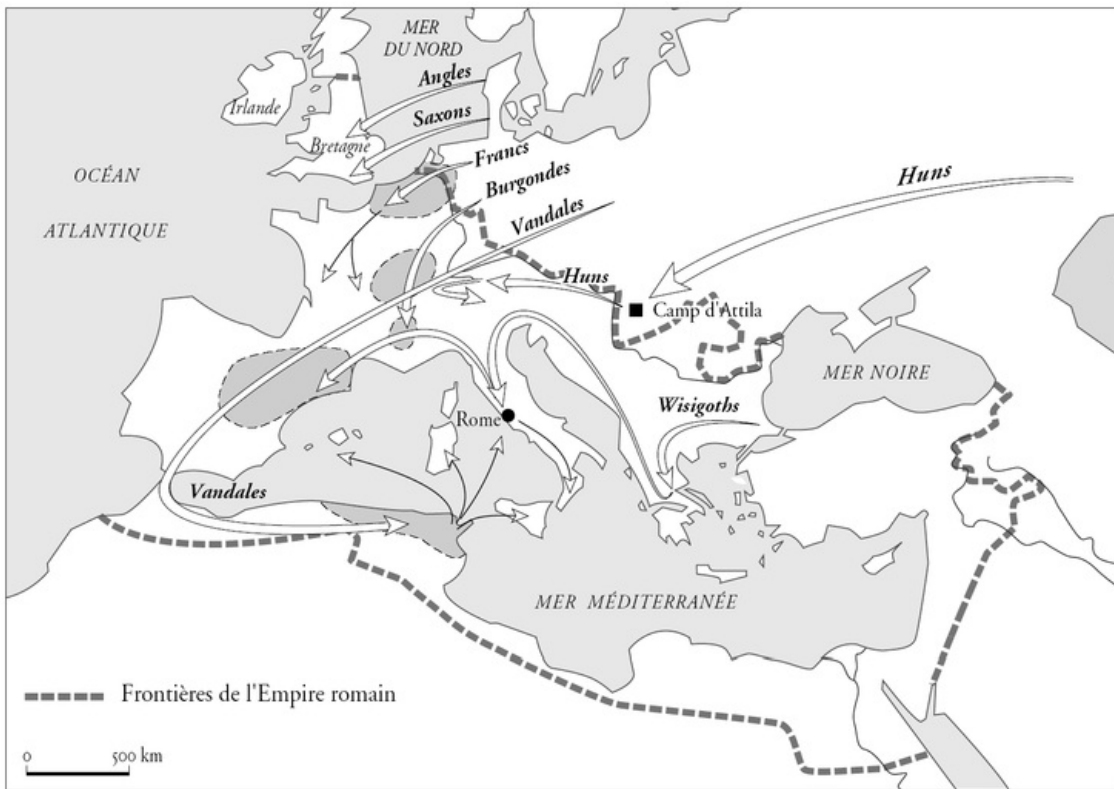 MER
DU NORD
Angles
Irlande
Saxons
Bretagne
Francs
OCÉAN
ATLANTIQUE
Burgondes
Huns
Vandales
Huns
Camp d'Attila
MER NOIRE
Wisigoths
Rome
Vandales
MER MÉDITERRANÉE
Frontières de l'Empire romain
0 500 km